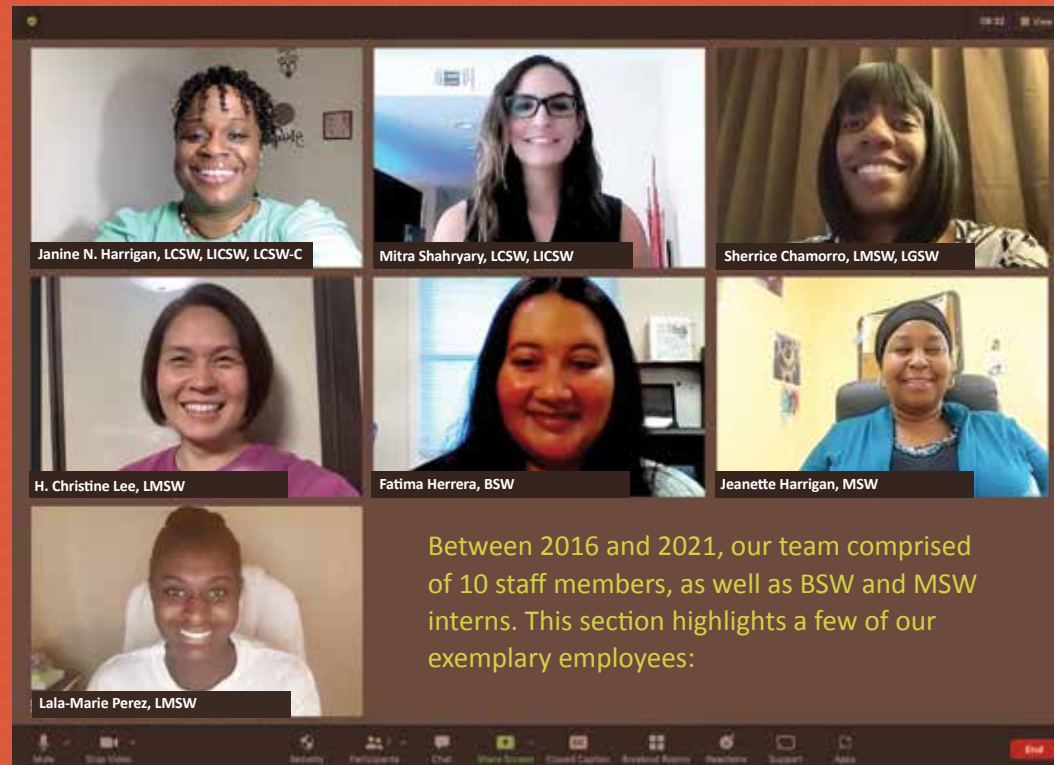 09:32 View
Janine N. Harrigan, LCSW, LICSW, LCSW-C
Mitra Shahryary, LCSW, LICSW
Sherrice Chamorro, LMSW, LGSW
H. Christine Lee, LMSW
Fatima Herrera, BSW
Jeanette Harrigan, MSW
Lala-Marie Perez, LMSW
Between 2016 and 2021, our team comprised
of 10 staff members, as well as BSW and MSW
interns. This section highlights a few of our
exemplary employees:
Mute Stop Video Security Participants Chat Share Screen Closed Caption Breakout Rooms Reactions Support Apps End